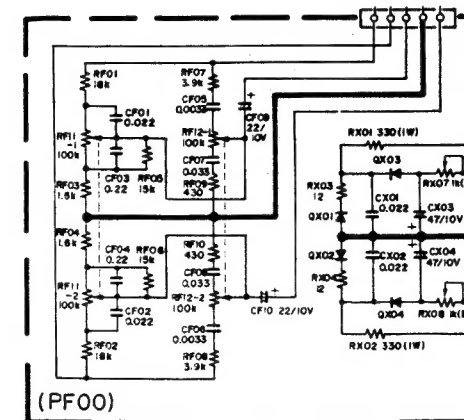 RF01
18k
RF07
3.9k
CF05
0.0033
CF01
0.022
CF09
22/
10V
RF11
-1
100k
RF12-1
100k
CF03
0.22
RF05
15k
CF07
0.033
RF03
1.6k
RF09
430
RF04
1.6k
CF04
0.22
RF06
15k
RF10
430
CF08
0.033
RF11
-2
100k
RF12-2
100k
CF10 22/10V
CF02
0.022
CF06
0.0033
RF02
18k
RF08
3.9k
RX01 330(1W)
QX03
RX03
12
QX01
CX01
0.022
RX07
CX03
47/10V
QX02
RX04
12
CX02
0.022
CX04
47/10V
QX04
RX08
RX02 330(1W)
(PF00)